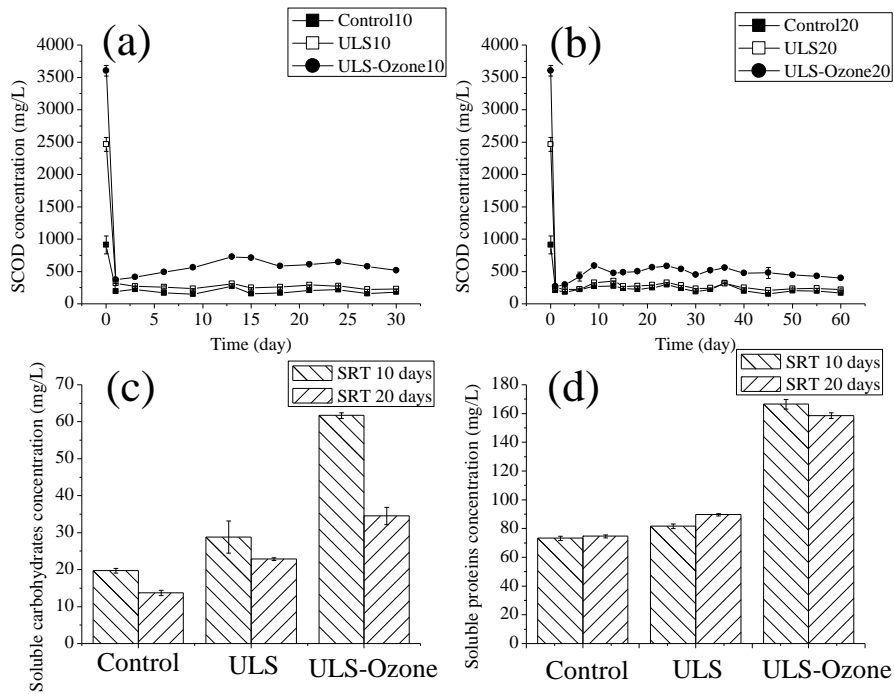 (a)
Control10
ULS10
ULS-Ozone10
SCOD concentration (mg/L)
4000
3500
3000
2500
2000
1500
1000
500
0
0 5 10 15 20 25 30
Time (day)
(b)
Control20
ULS20
ULS-Ozone20
SCOD concentration (mg/L)
4000
3500
3000
2500
2000
1500
1000
500
0
0 10 20 30 40 50 60
Time (day)
(c)
SRT 10 days
SRT 20 days
Soluble carbohydrates concentration (mg/L)
70
60
50
40
30
20
10
0
Control ULS ULS-Ozone
(d)
SRT 10 days
SRT 20 days
Soluble proteins concentration (mg/L)
180
160
140
120
100
80
60
40
20
0
Control ULS ULS-Ozone